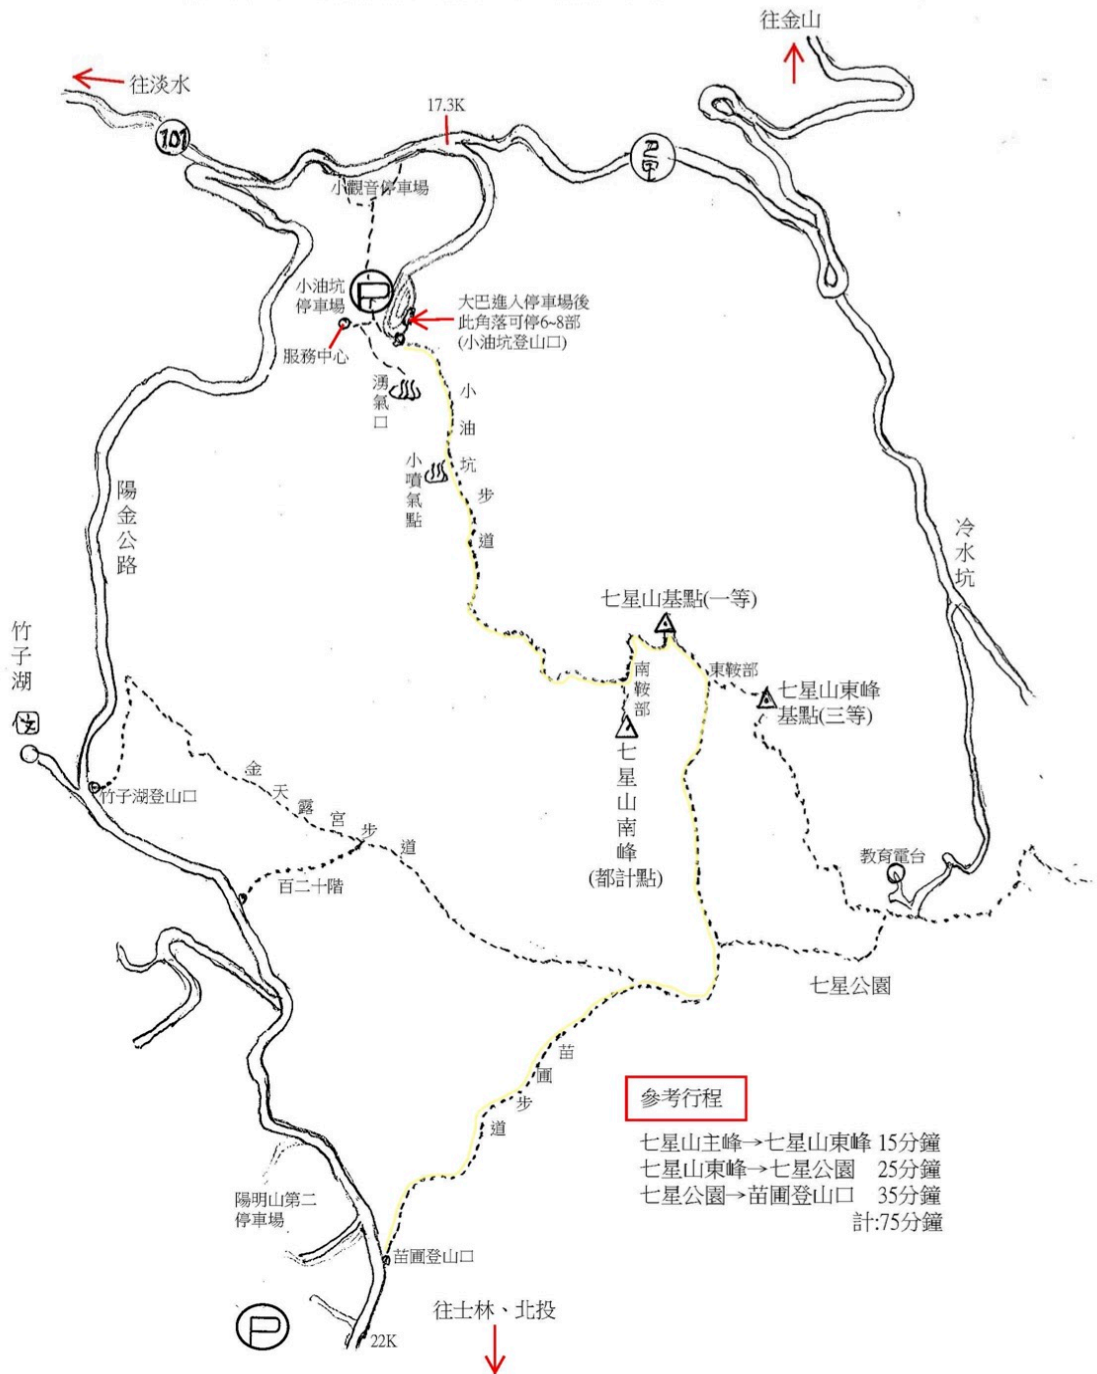 往金山
往淡水
17.3K
101
小觀音停車場
小油坑
停車場
P
大巴進入停車場後
此角落可停6~8部
(小油坑登山口)
服務中心
湧氣口
小油坑步道
小噴氣點
陽金公路
冷水坑
七星山基點(一等)
竹子湖
南鞍部
東鞍部
七星山東峰
基點(三等)
七星山南峰
(都計點)
竹子湖登山口
金天露宮步道
百二十階
教育電台
七星公園
苗圃步道
參考行程
七星山主峰→七星山東峰 15分鐘
七星山東峰→七星公園 25分鐘
七星公園→苗圃登山口 35分鐘
計:75分鐘
陽明山第二
停車場
苗圃登山口
往士林、北投
P
22K